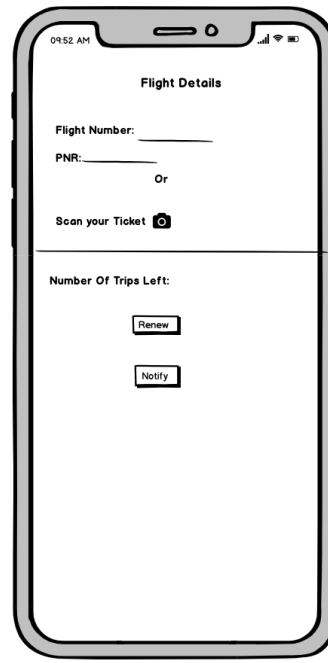 09:52 AM
Flight Details
Flight Number:
PNR:
Or
Scan your Ticket
Number Of Trips Left:
Renew
Notify